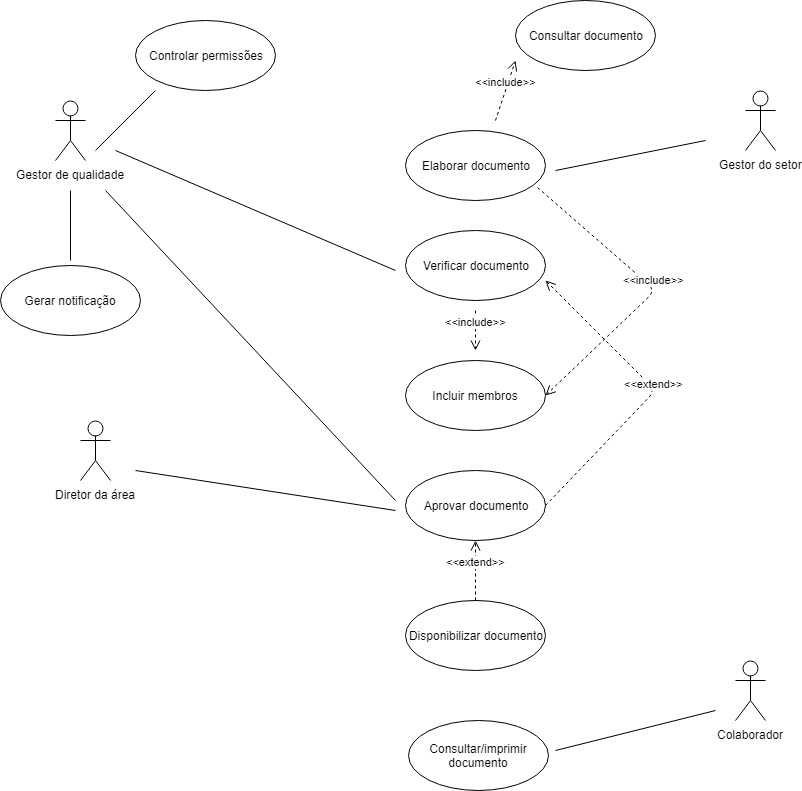 Consultar documento
Controlar permissões
<<include>>
Elaborar documento
Gestor do setor
Gestor de qualidade
Verificar documento
<<include>>
Gerar notificação
<<include>>
<<extend>>
Incluir membros
Diretor da área
Aprovar documento
<<extend>>
Disponibilizar documento
Colaborador
Consultar/imprimir
documento